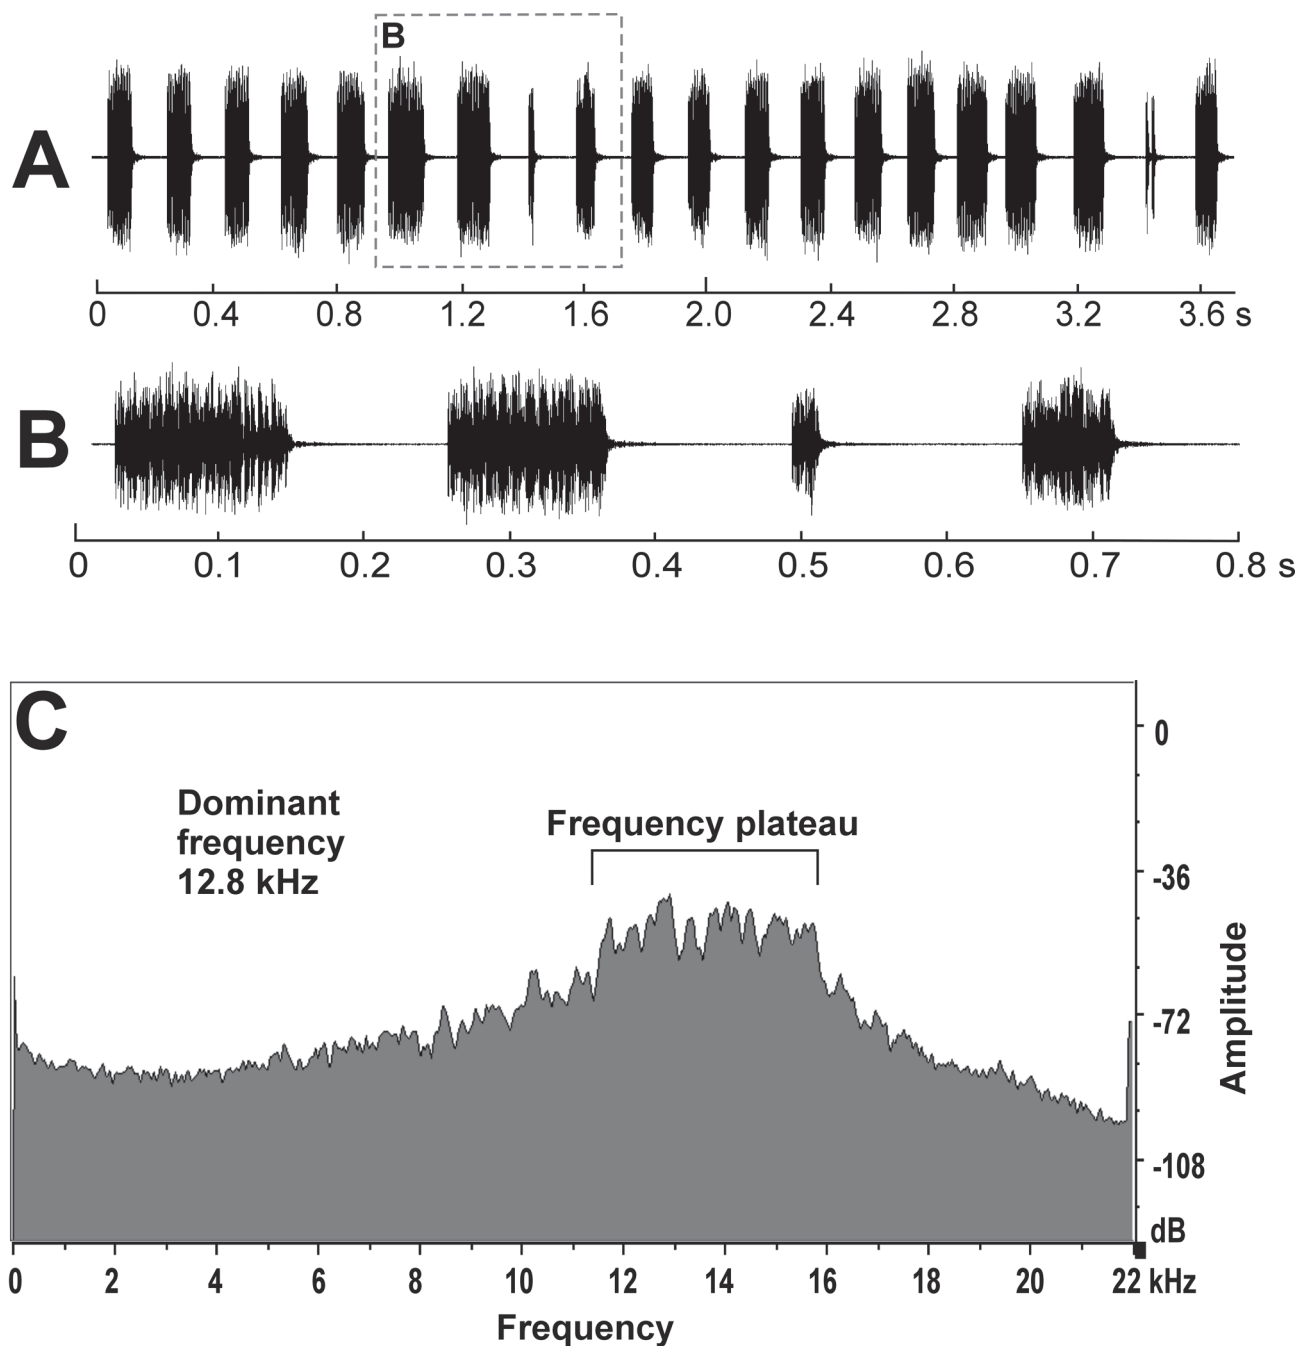 B
A
0 0.4 0.8 1.2 1.6 2.0 2.4 2.8 3.2 3.6 s
B
0 0.1 0.2 0.3 0.4 0.5 0.6 0.7 0.8 s
C
0
Dominant
frequency
12.8 kHz
Frequency plateau
-36
Amplitude
-72
-108
dB
0 2 4 6 8 10 12 14 16 18 20 22 kHz
Frequency